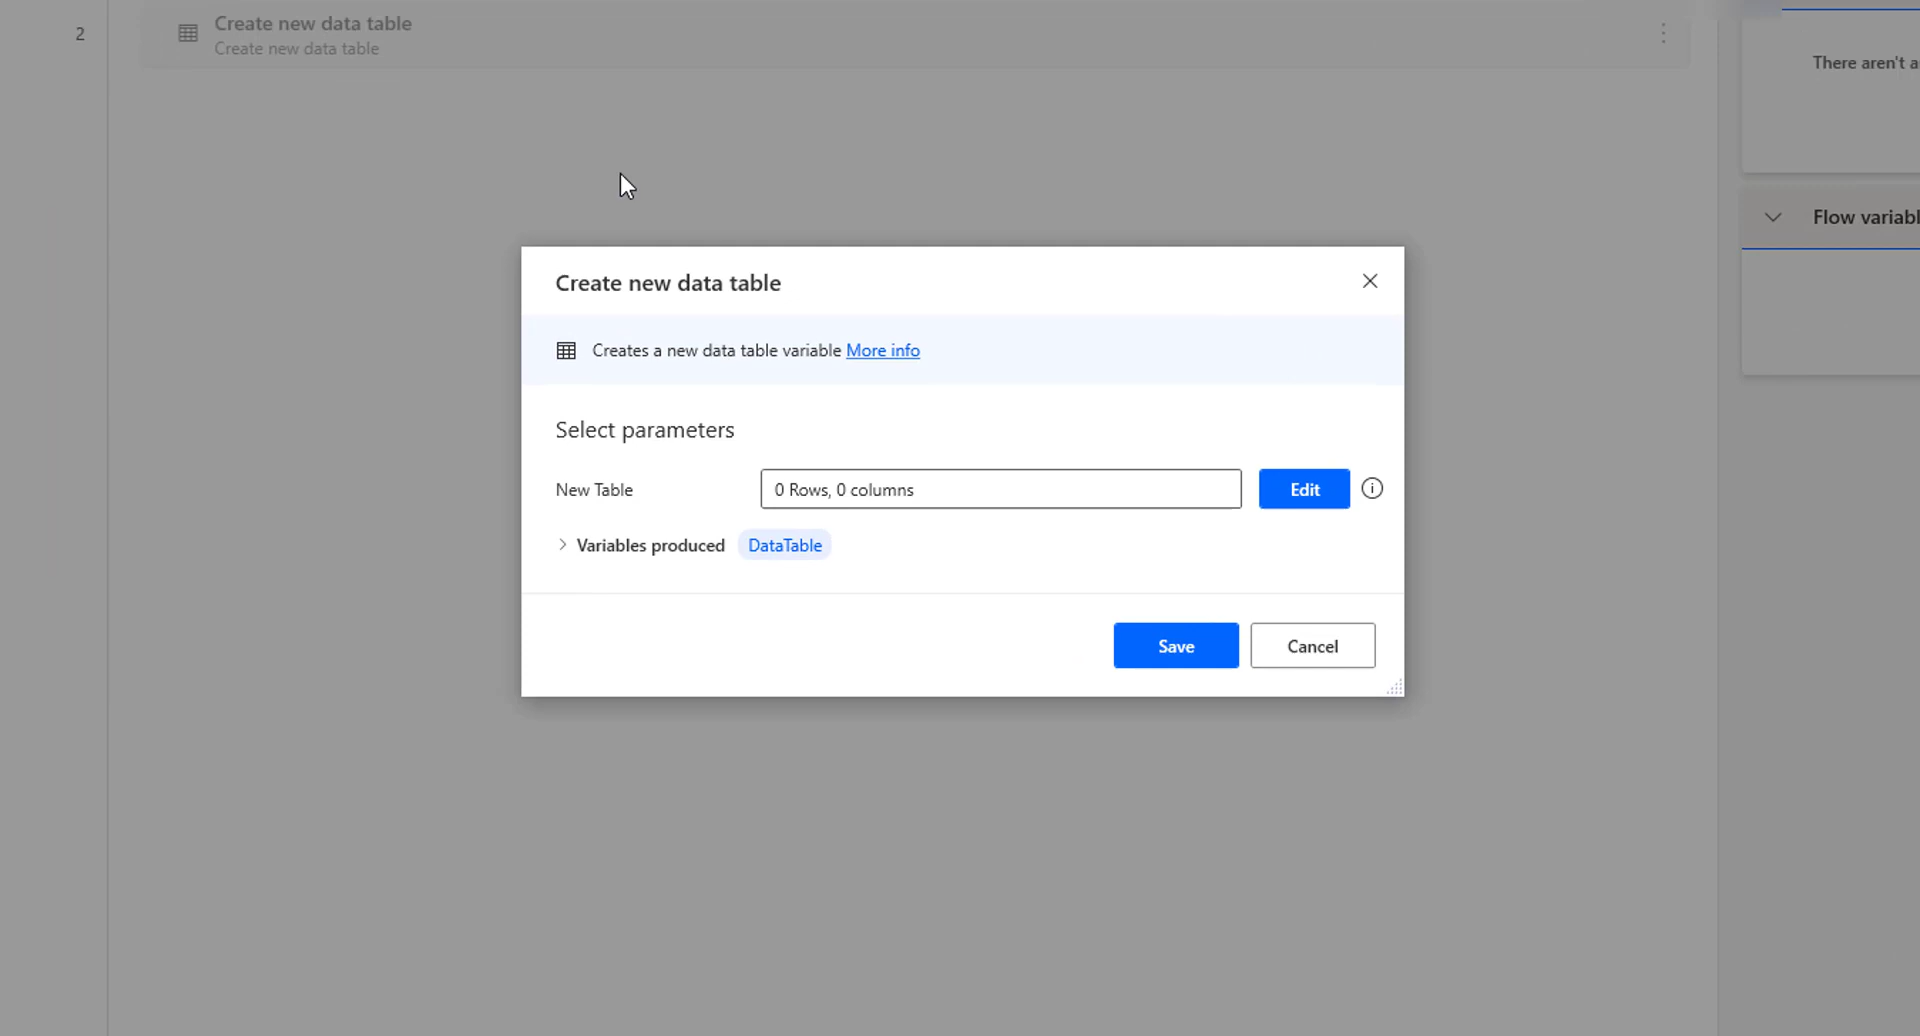 2
Create new data table
Create new data table
There aren't a
Flow variabl
Create new data table
Creates a new data table variable More info
Select parameters
New Table
0 Rows, 0 columns
Edit
Variables produced
DataTable
Save
Cancel